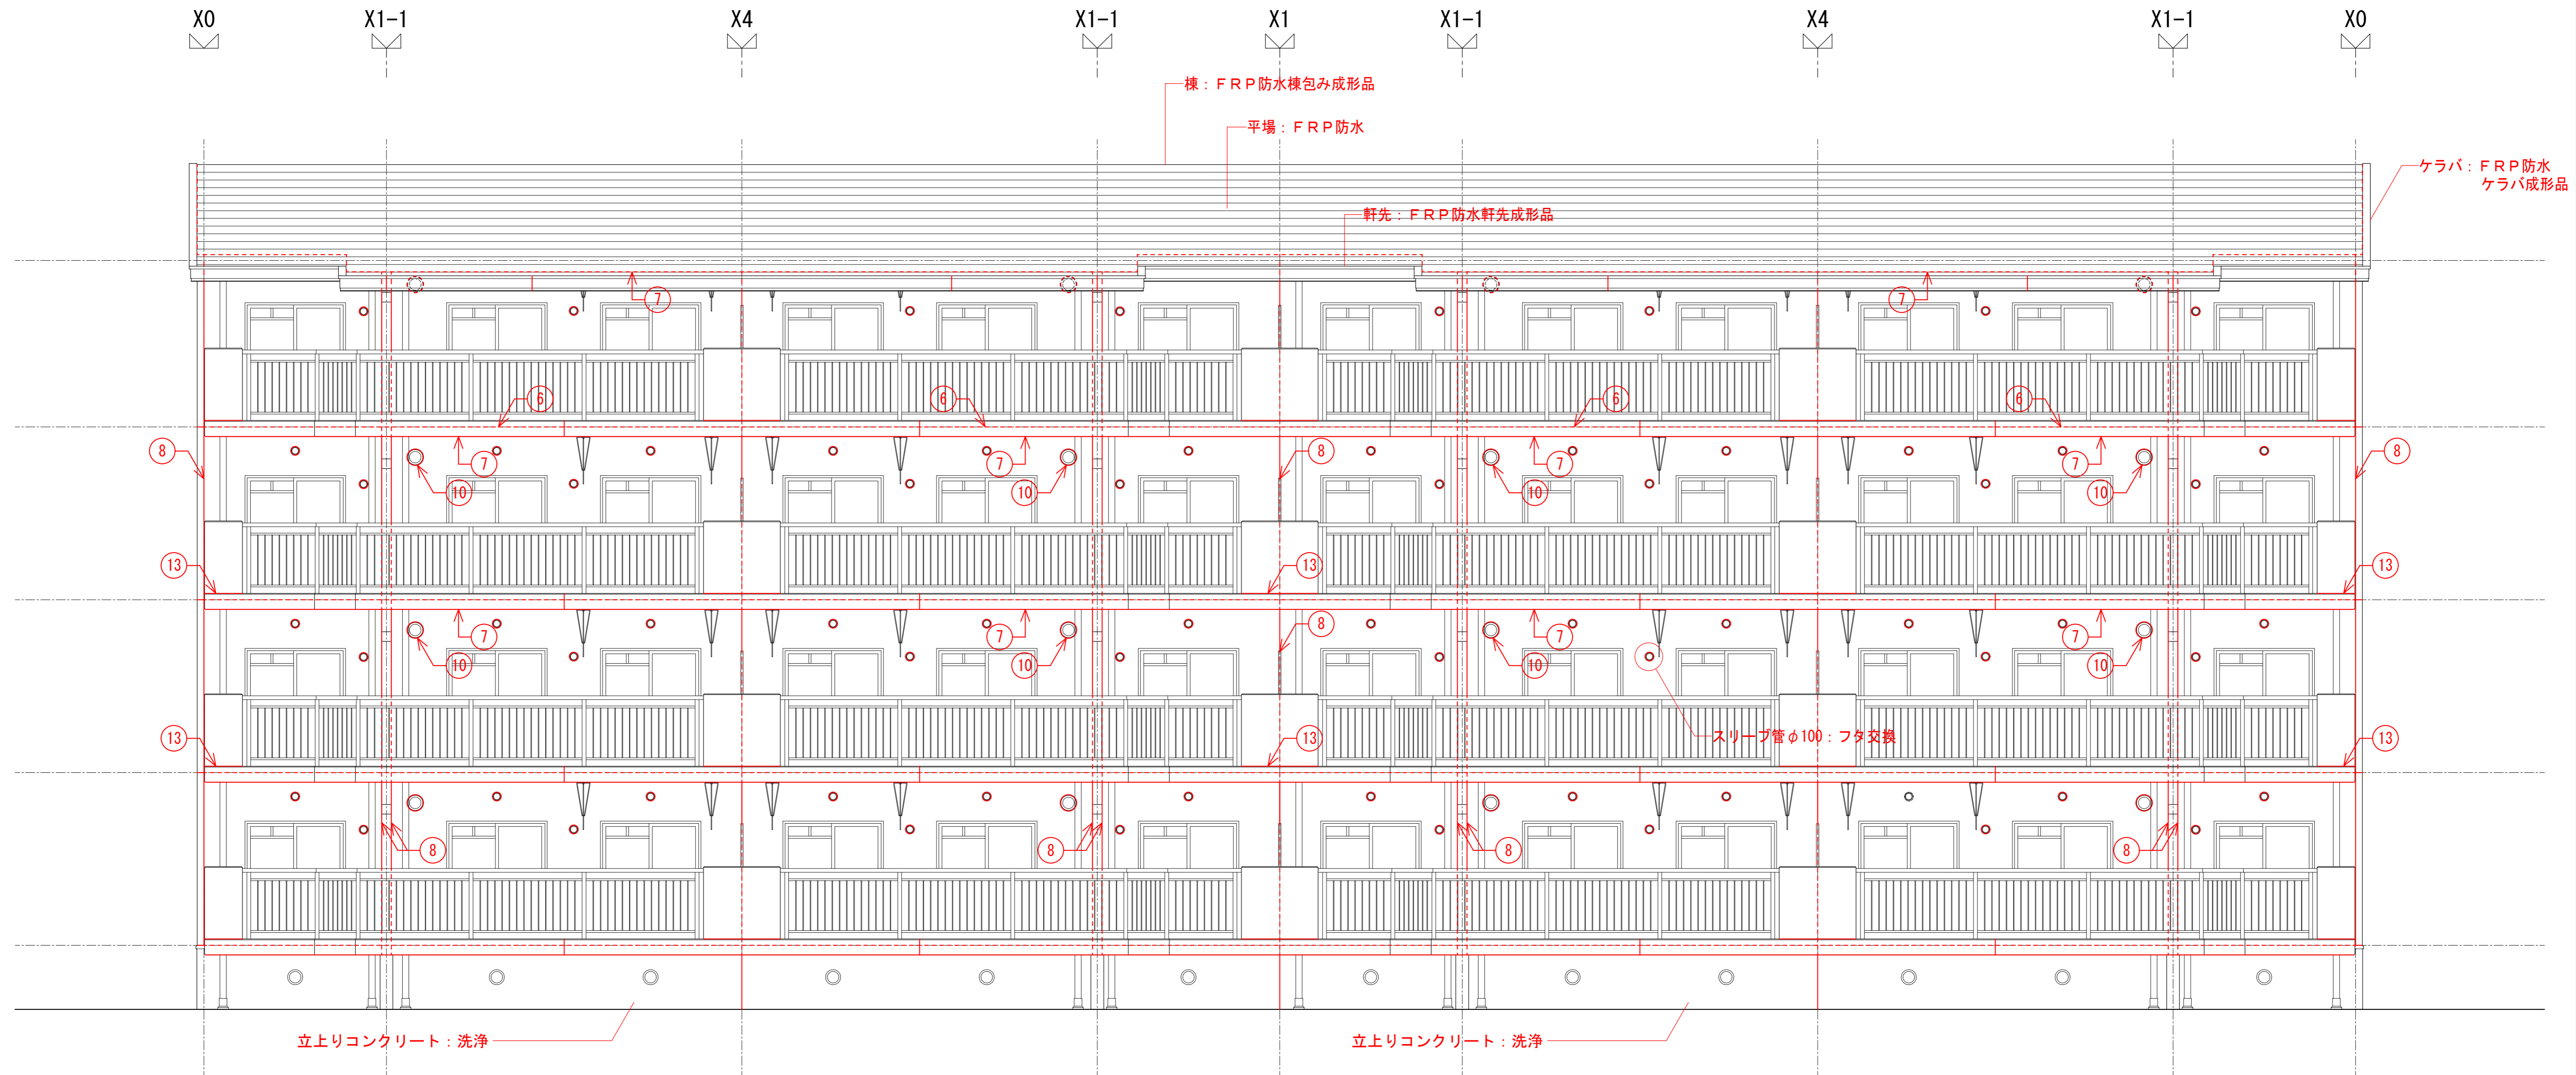 X0 X1-1 X4 X1-1 X1 X1-1 X4 X1-1 X0
棟：ＦＲＰ防水棟包み成形品
平場：ＦＲＰ防水
ケラバ：ＦＲＰ防水
ケラバ成形品
軒先：ＦＲＰ防水軒先成形品
7 7
6 6 6 6
8 7 7 8 7 7 8
10 10 10 10
13 13 13
7 7 8 7 7
10 10 10 10
13 13 13
スリーブ管φ100：フタ交換
8 8 8 8
立上りコンクリート：洗浄
立上りコンクリート：洗浄